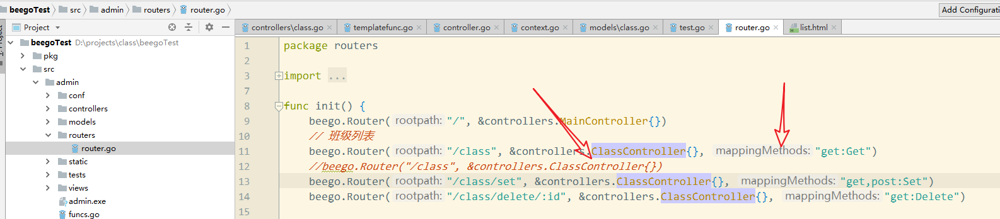 beegoTest src admin routers router.go
Add Configurati
Project
controllers\class.go templatefunc.go controller.go context.go models\class.go test.go router.go list.html
beegoTest D:\projects\class\beegoTest
pkg
src
admin
conf
controllers
models
routers
router.go
static
tests
views
admin.exe
funcs.go
1 package routers
2
3 import ...
7
8 func init() {
9 beego.Router( rootpath: "/", &controllers.MainController{})
10 // 班级列表
11 beego.Router( rootpath: "/class", &controllers.ClassController{}, mappingMethods: "get:Get")
12 //beego.Router("/class", &controllers.ClassController{})
13 beego.Router( rootpath: "/class/set", &controllers.ClassController{}, mappingMethods: "get,post:Set")
14 beego.Router( rootpath: "/class/delete/:id", &controllers.ClassController{}, mappingMethods: "get:Delete")
15